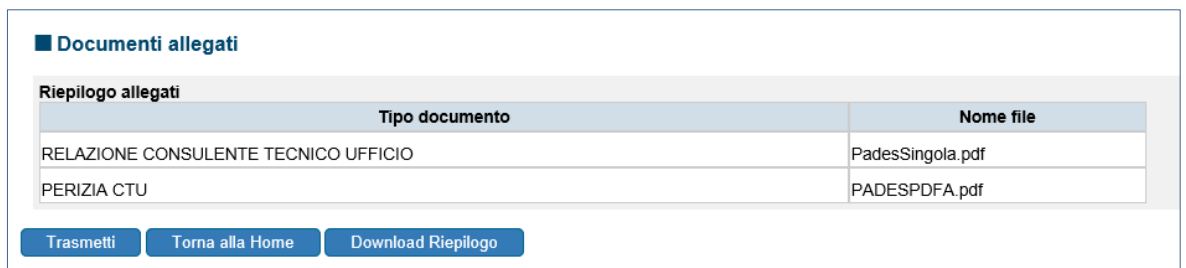 Documenti allegati
Riepilogo allegati
Tipo documento Nome file
RELAZIONE CONSULENTE TECNICO UFFICIO PadesSingola.pdf
PERIZIA CTU PADESPDFA.pdf
Trasmetti Torna alla Home Download Riepilogo